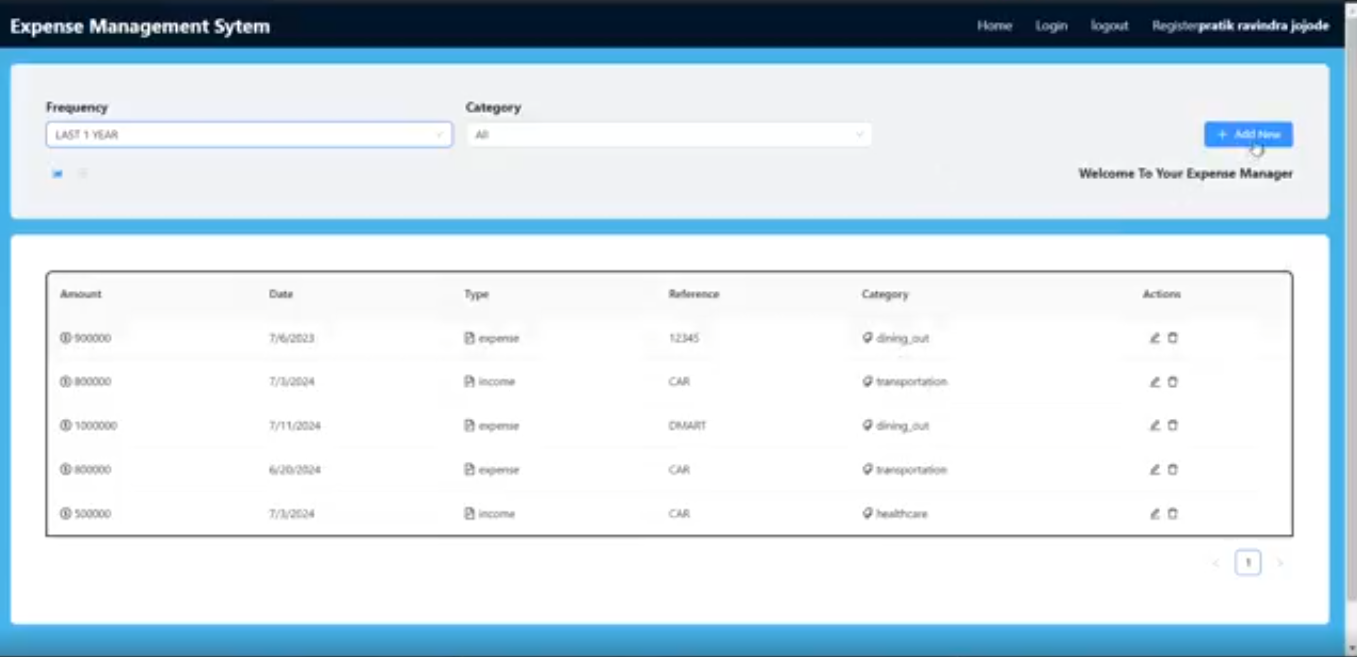 Expense Management Sytem Home Login logout Registerpratik ravindra jojode
Frequency Category
LAST 1 YEAR All + Add New
Welcome To Your Expense Manager
Amount Date Type Reference Category Actions
900000 7/6/2023 expense 12345 dining_out
800000 7/3/2024 income CAR transportation
1000000 7/11/2024 expense DMART dining_out
800000 6/20/2024 expense CAR transportation
500000 7/3/2024 income CAR healthcare
< 1 >